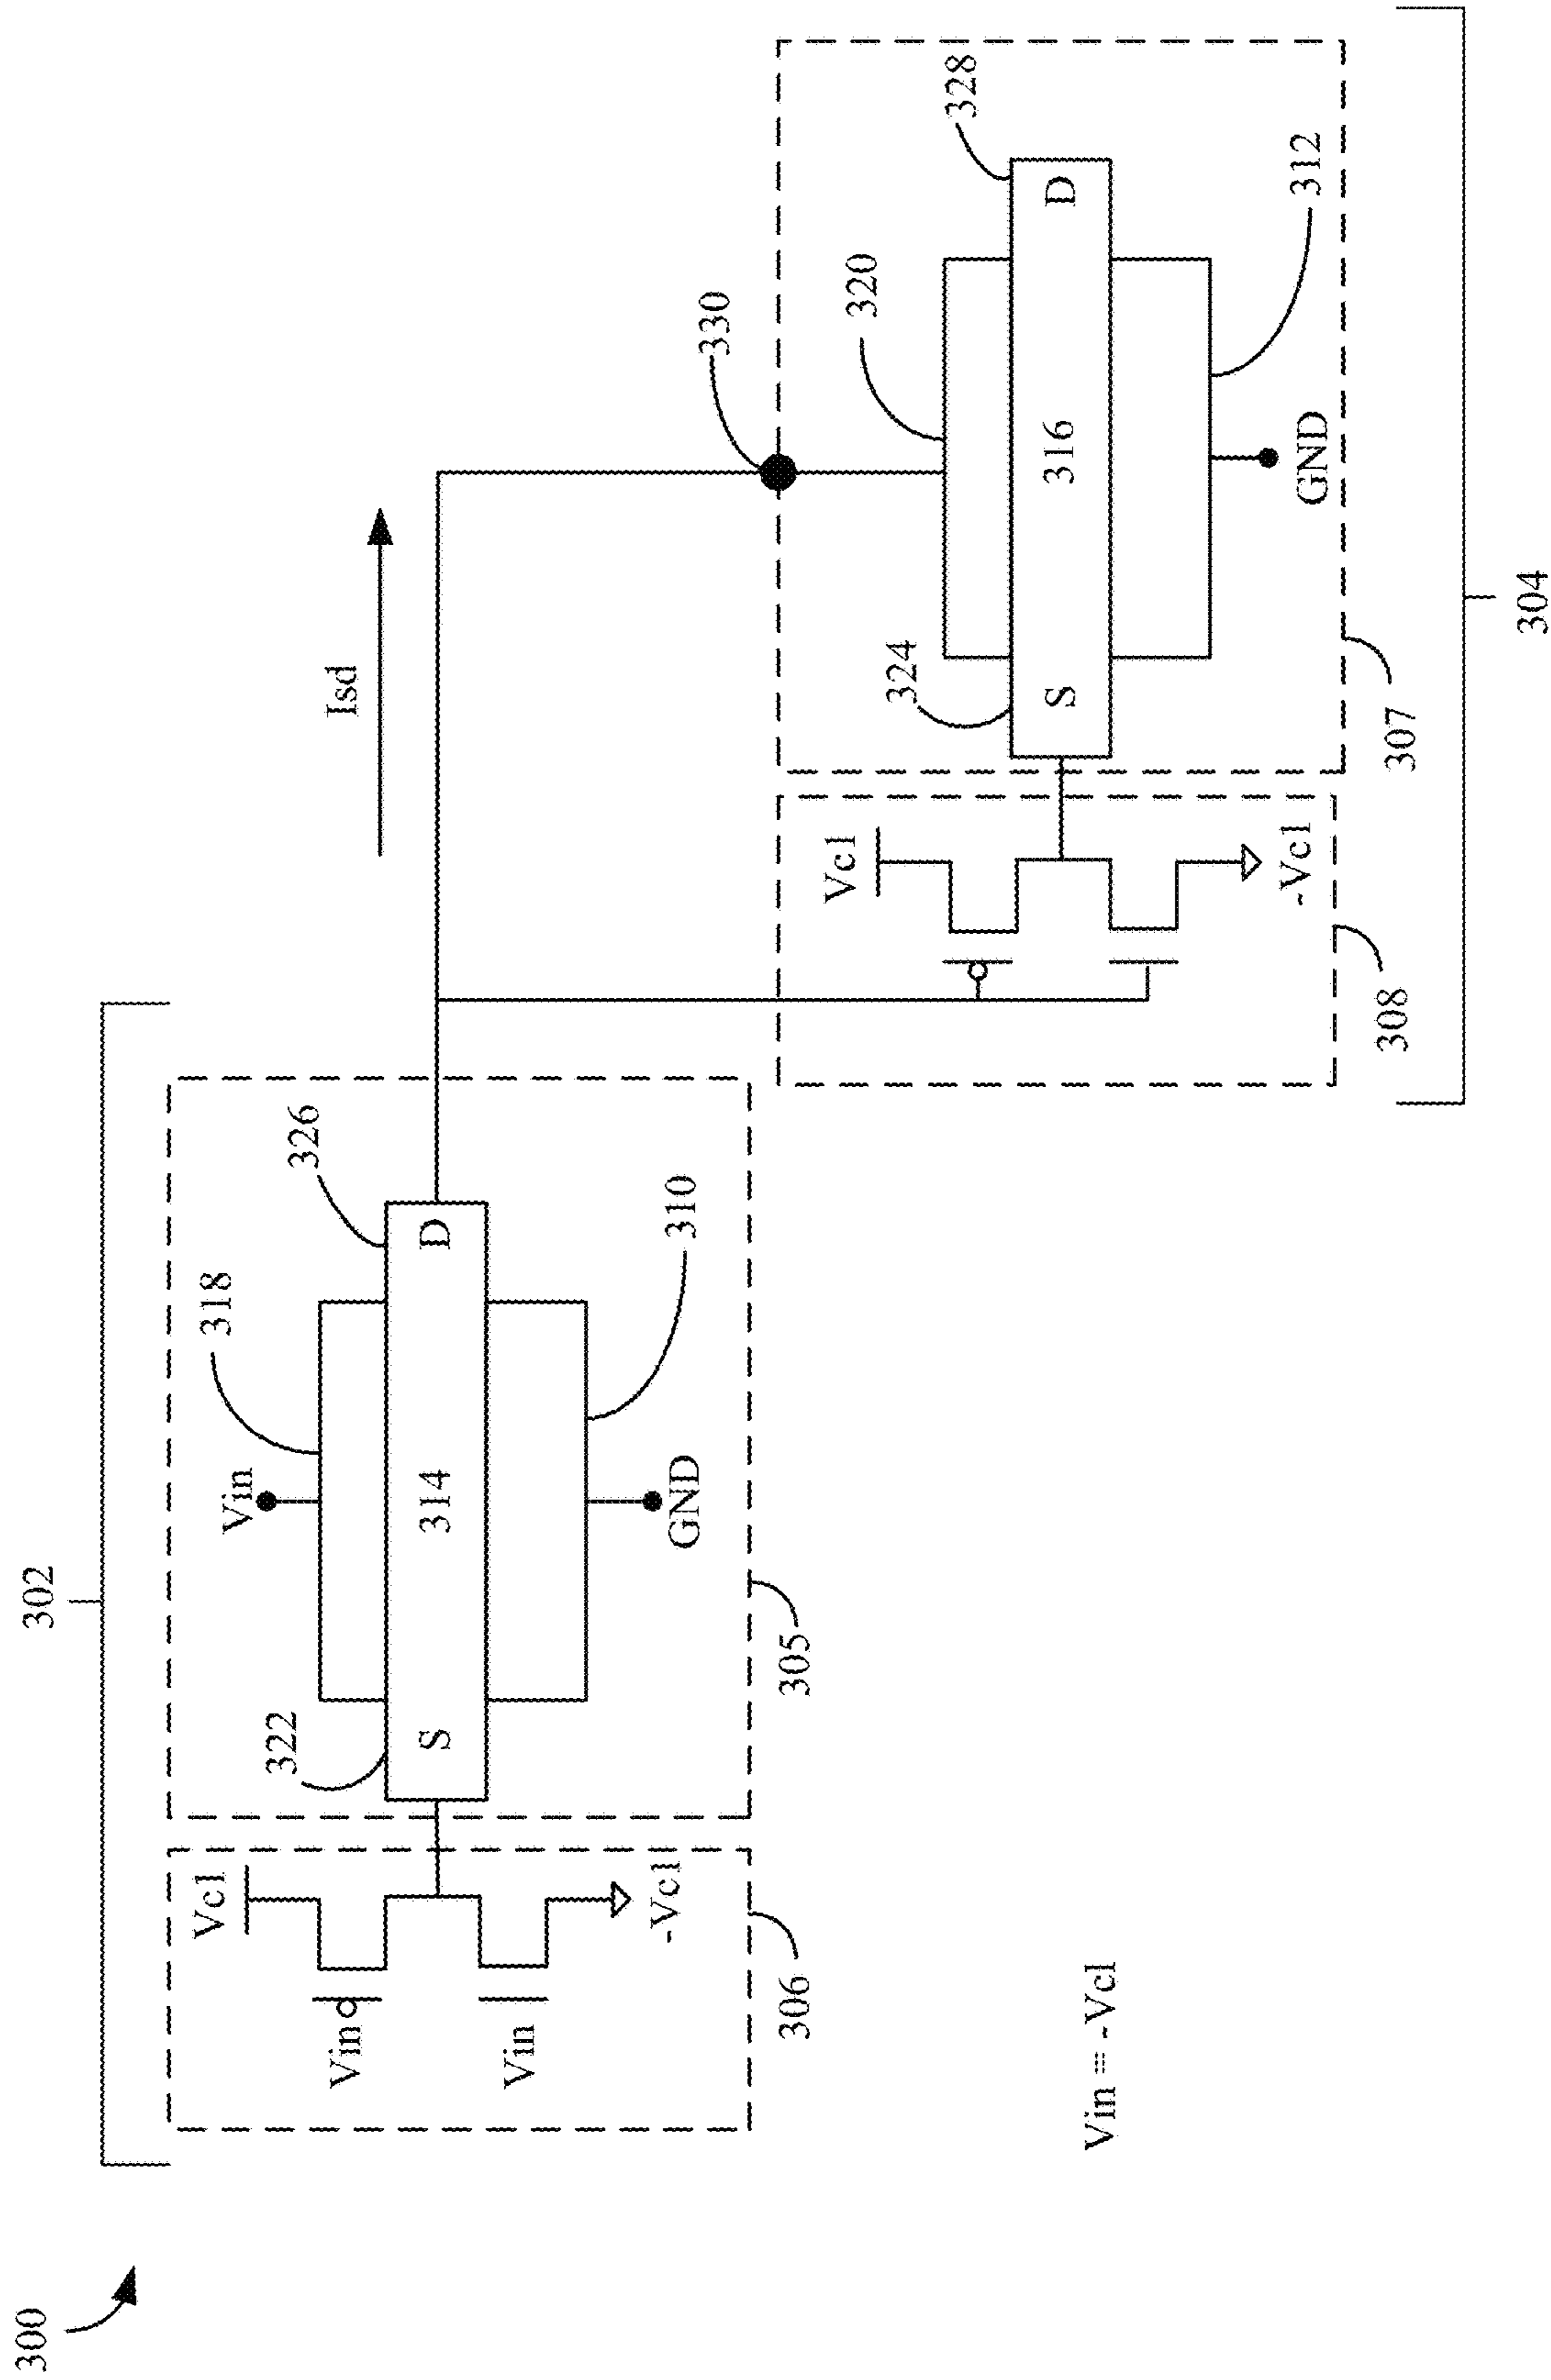 300
302
Vc1
Vin
Vin
-Vc1
306
Vin
318
322
326
S
314
D
310
GND
305
Isd
330
Vc1
-Vc1
308
320
324
328
S
316
D
312
GND
307
304
Vin = -Vc1